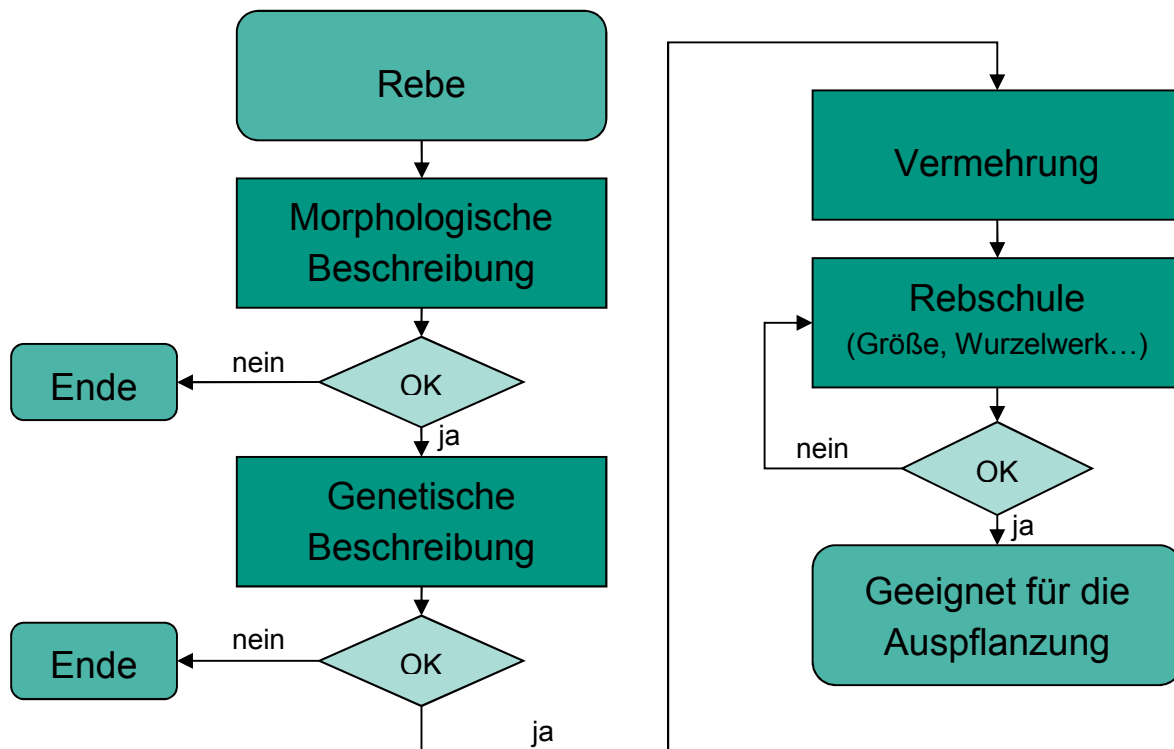 Rebe
Morphologische
Beschreibung
OK
nein
Ende
ja
Genetische
Beschreibung
OK
nein
Ende
ja
Vermehrung
Rebschule
(Größe, Wurzelwerk…)
OK
nein
ja
Geeignet für die
Auspflanzung